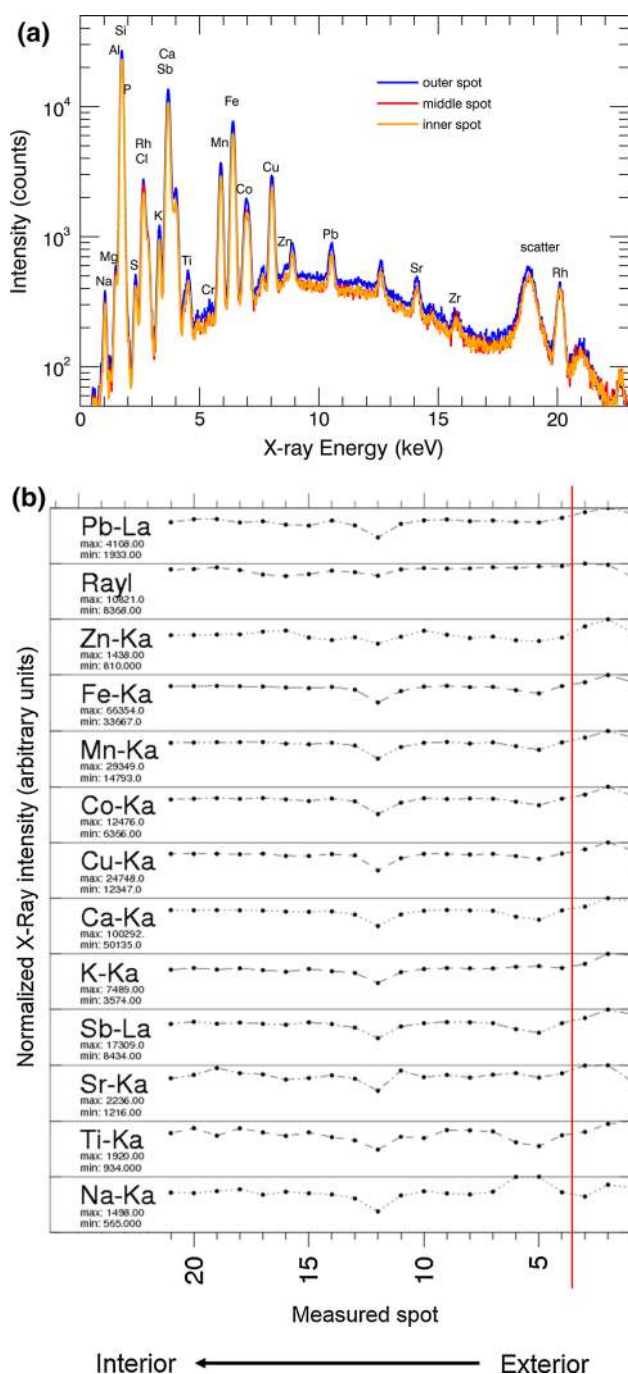 (a)
Si
Al
P
Ca
Sb
outer spot
middle spot
inner spot
10^4
Fe
Rh
Cl
Mn
Cu
Co
K
10^3
Zn
Pb
scatter
Mg
Na
S
Ti
Cr
Sr
Zr
Rh
10^2
Intensity (counts)
0 5 10 15 20
X-ray Energy (keV)
(b)
Pb-La
max: 4108.00
min: 1933.00
Rayl
max: 10821.0
min: 8368.00
Zn-Ka
max: 1438.00
min: 810.000
Fe-Ka
max: 66354.0
min: 33667.0
Mn-Ka
max: 29349.0
min: 14793.0
Co-Ka
max: 12476.0
min: 6366.00
Cu-Ka
max: 24748.0
min: 12347.0
Ca-Ka
max: 100292.
min: 50135.0
K-Ka
max: 7489.00
min: 3574.00
Sb-La
max: 17309.0
min: 8434.00
Sr-Ka
max: 2236.00
min: 1216.00
Ti-Ka
max: 1920.00
min: 934.000
Na-Ka
max: 1498.00
min: 565.000
Normalized X-Ray intensity (arbitrary units)
20 15 10 5
Measured spot
Interior Exterior